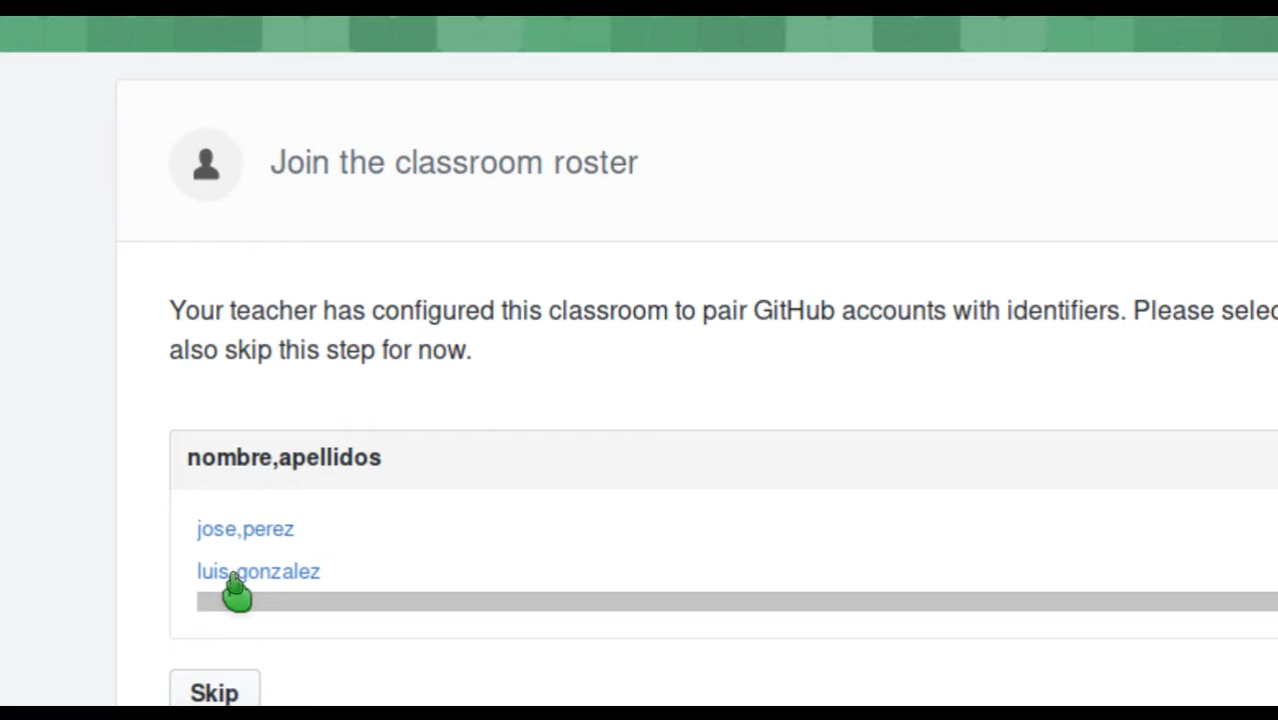 Join the classroom roster
Your teacher has configured this classroom to pair GitHub accounts with identifiers. Please
also skip this step for now.
nombre,apellidos
jose,perez
luis,gonzalez
Skip